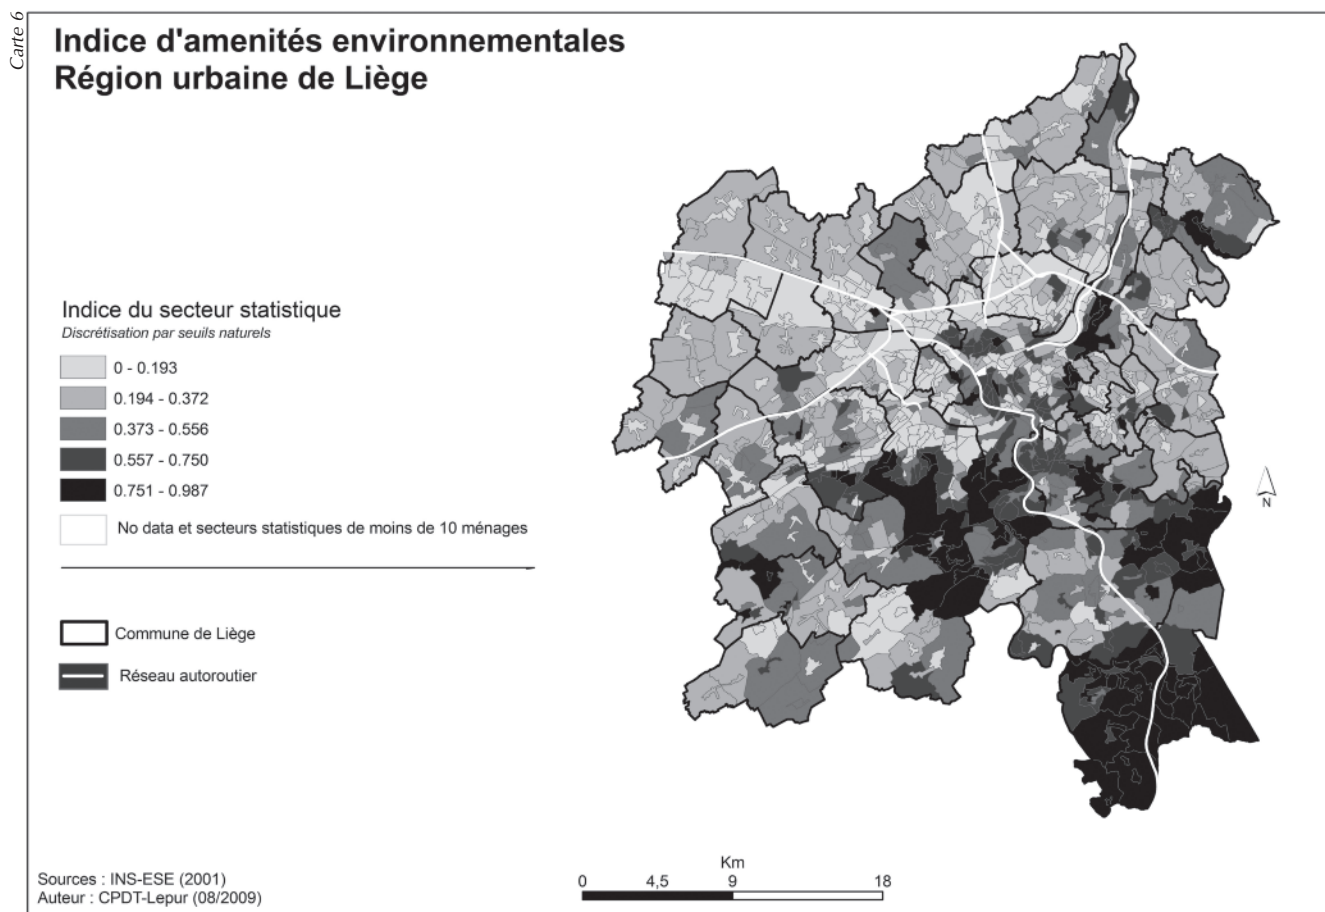 Carte 6
Indice d'amenités environnementales
Région urbaine de Liège
Indice du secteur statistique
Discrétisation par seuils naturels
0 - 0.193
0.194 - 0.372
0.373 - 0.556
0.557 - 0.750
0.751 - 0.987
No data et secteurs statistiques de moins de 10 ménages
Commune de Liège
Réseau autoroutier
N
Sources : INS-ESE (2001)
Auteur : CPDT-Lepur (08/2009)
Km
0 4,5 9 18